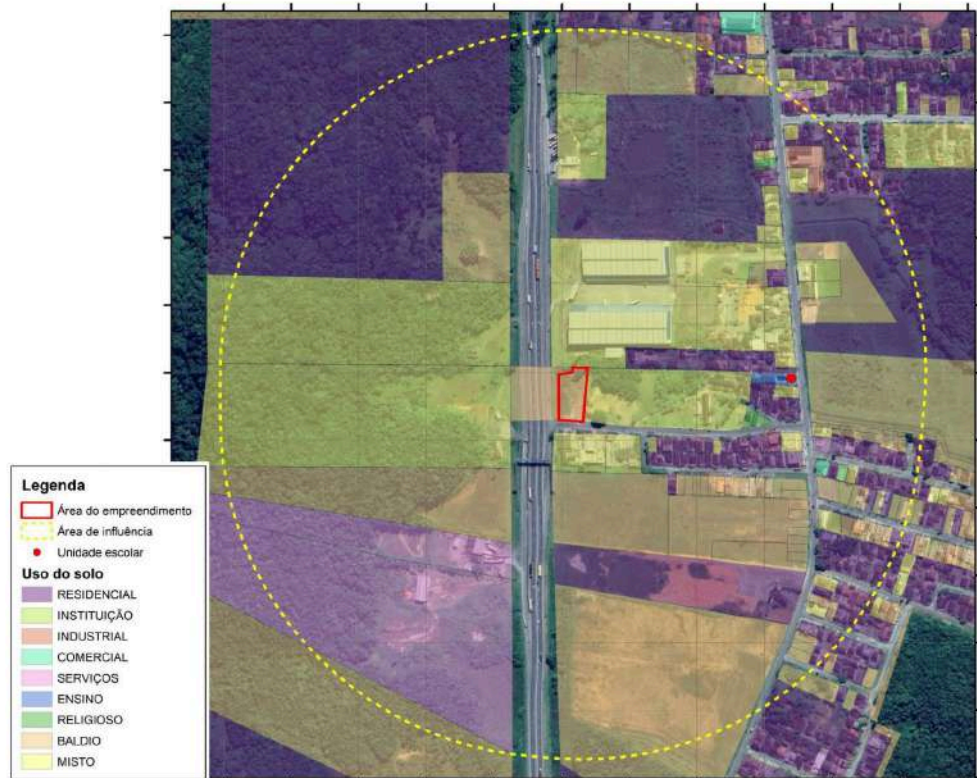 Legenda
Área do empreendimento
Área de influência
Unidade escolar
Uso do solo
RESIDENCIAL
INSTITUIÇÃO
INDUSTRIAL
COMERCIAL
SERVIÇOS
ENSINO
RELIGIOSO
BALDIO
MISTO